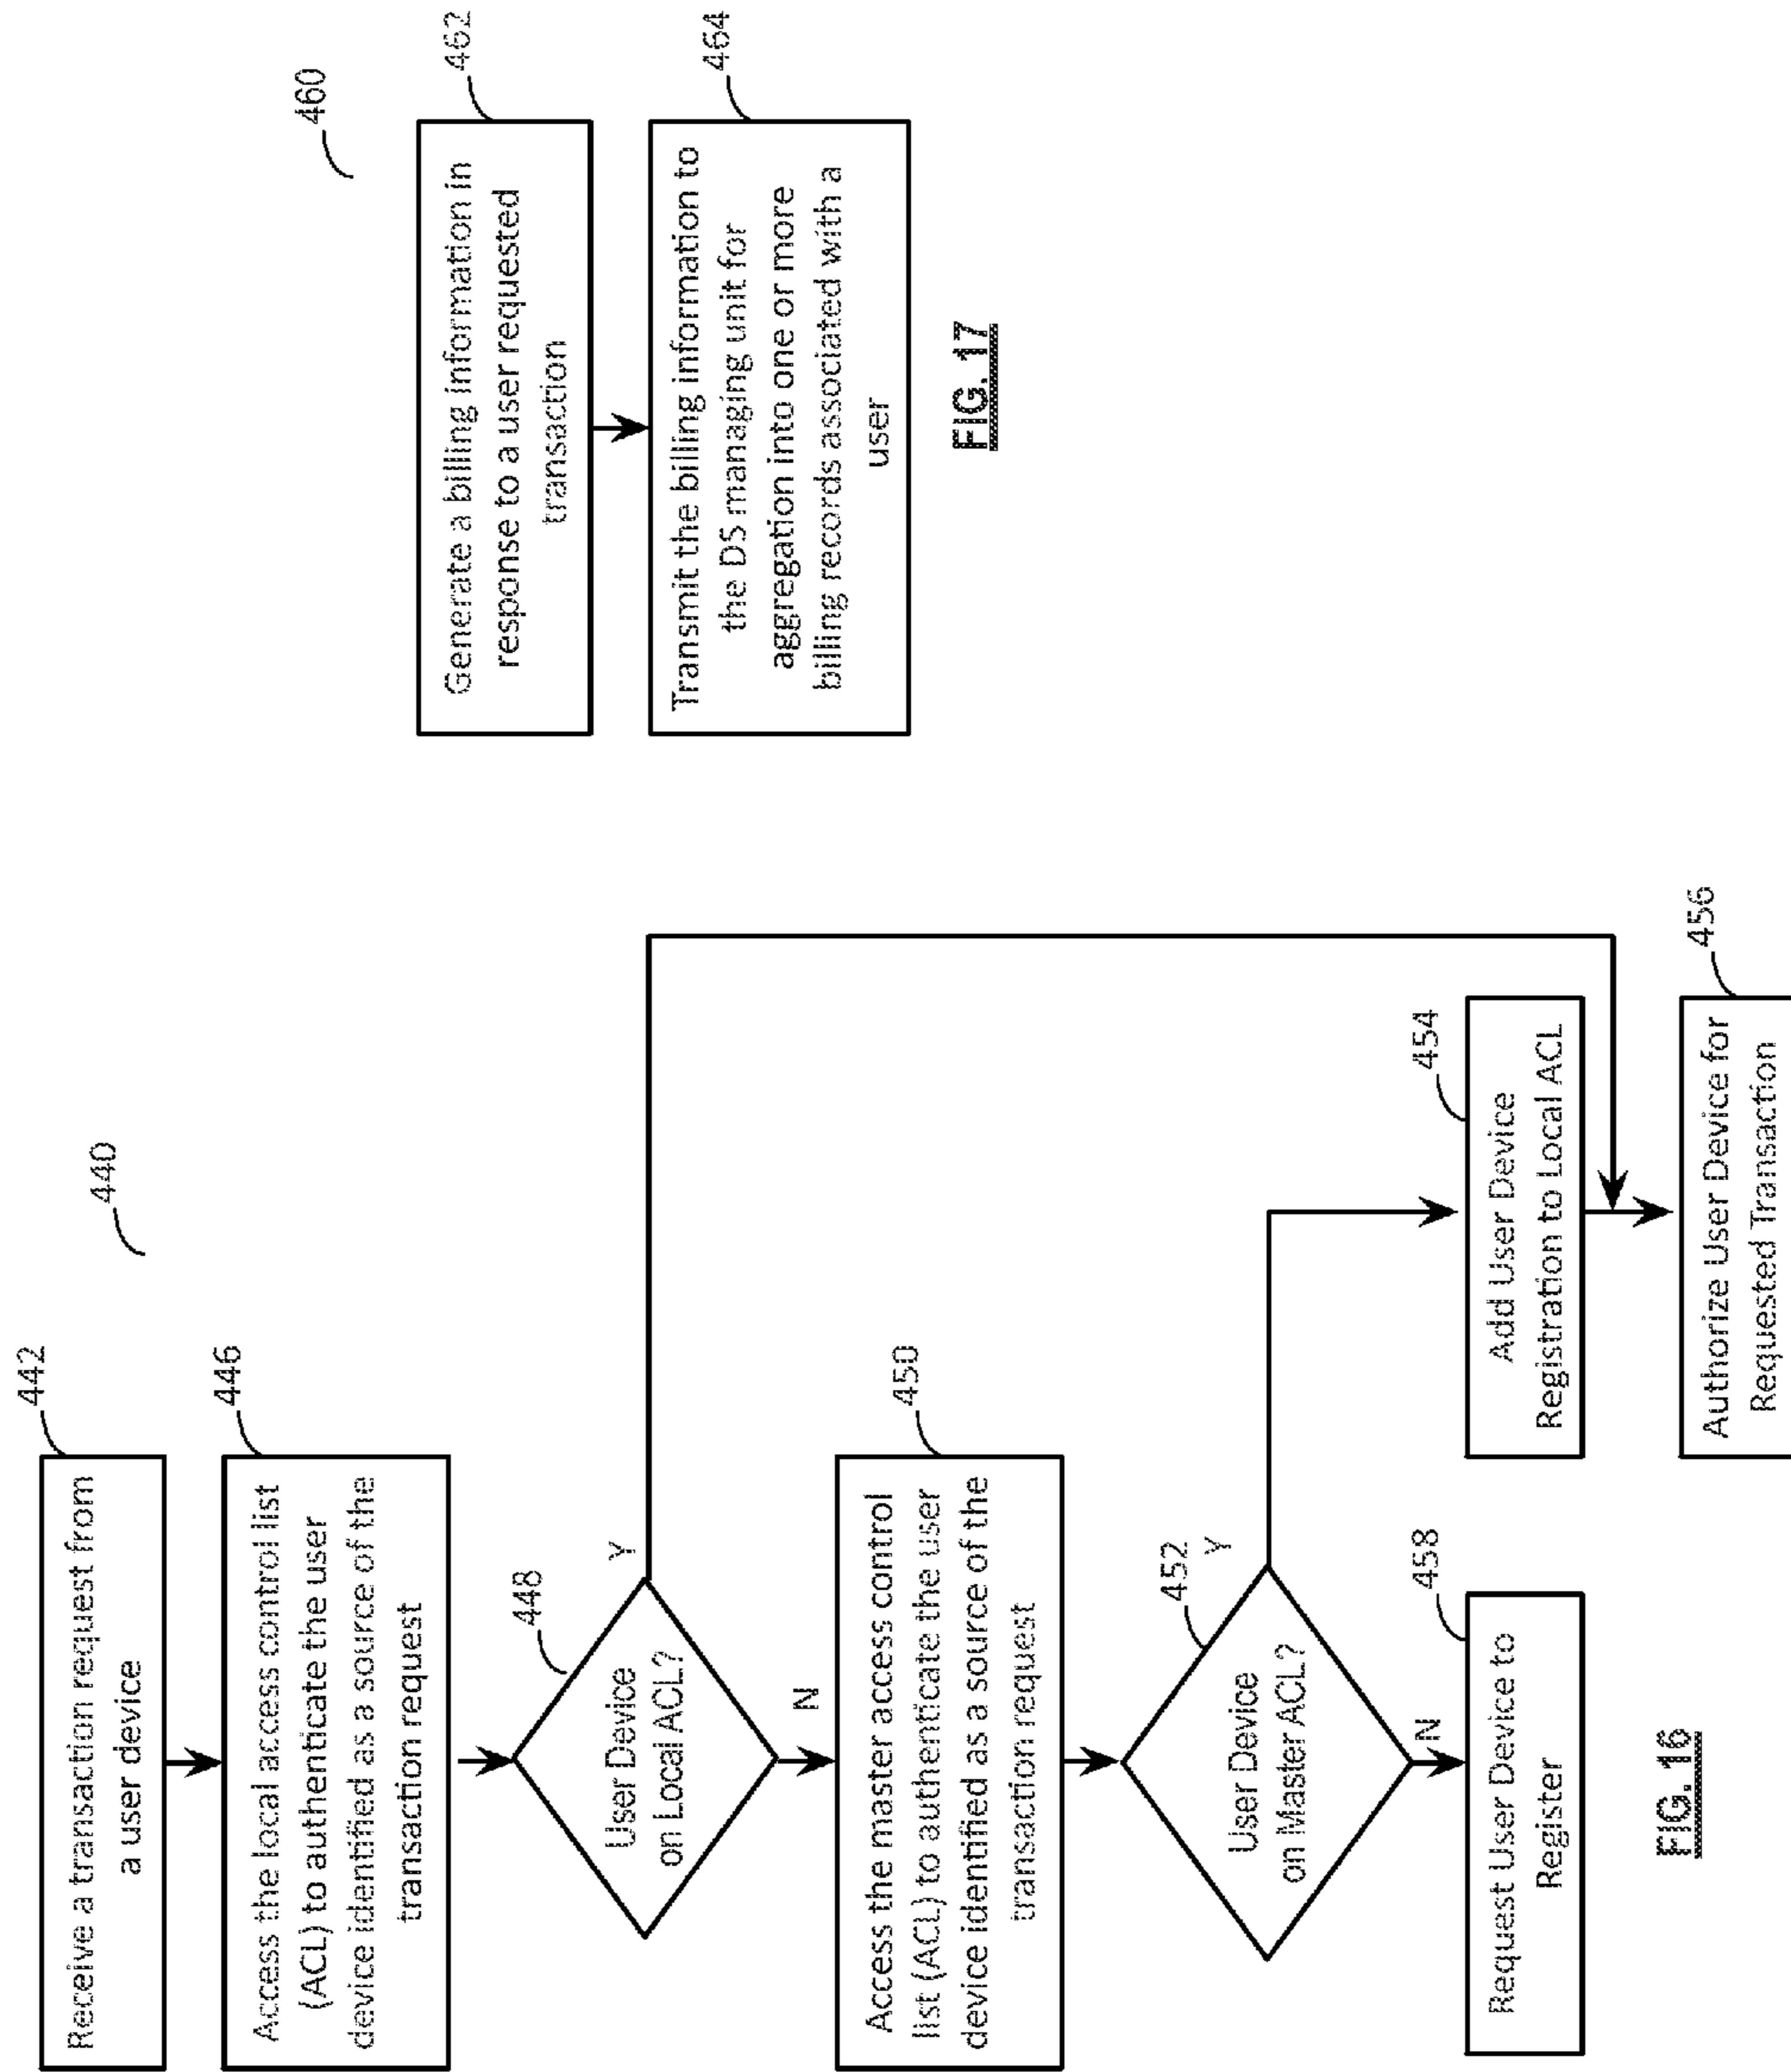 440
442
Receive a transaction request from
a user device
446
Access the local access control list
(ACL) to authenticate the user
device identified as a source of the
transaction request
448
User Device
on Local ACL?
Y
N
450
Access the master access control
list (ACL) to authenticate the user
device identified as a source of the
transaction request
452
User Device
on Master ACL?
Y
N
454
Add User Device
Registration to Local ACL
456
Authorize User Device for
Requested Transaction
458
Request User Device to
Register
FIG. 16
460
462
Generate a billing information in
response to a user requested
transaction
464
Transmit the billing information to
the DS managing unit for
aggregation into one or more
billing records associated with a
user
FIG. 17